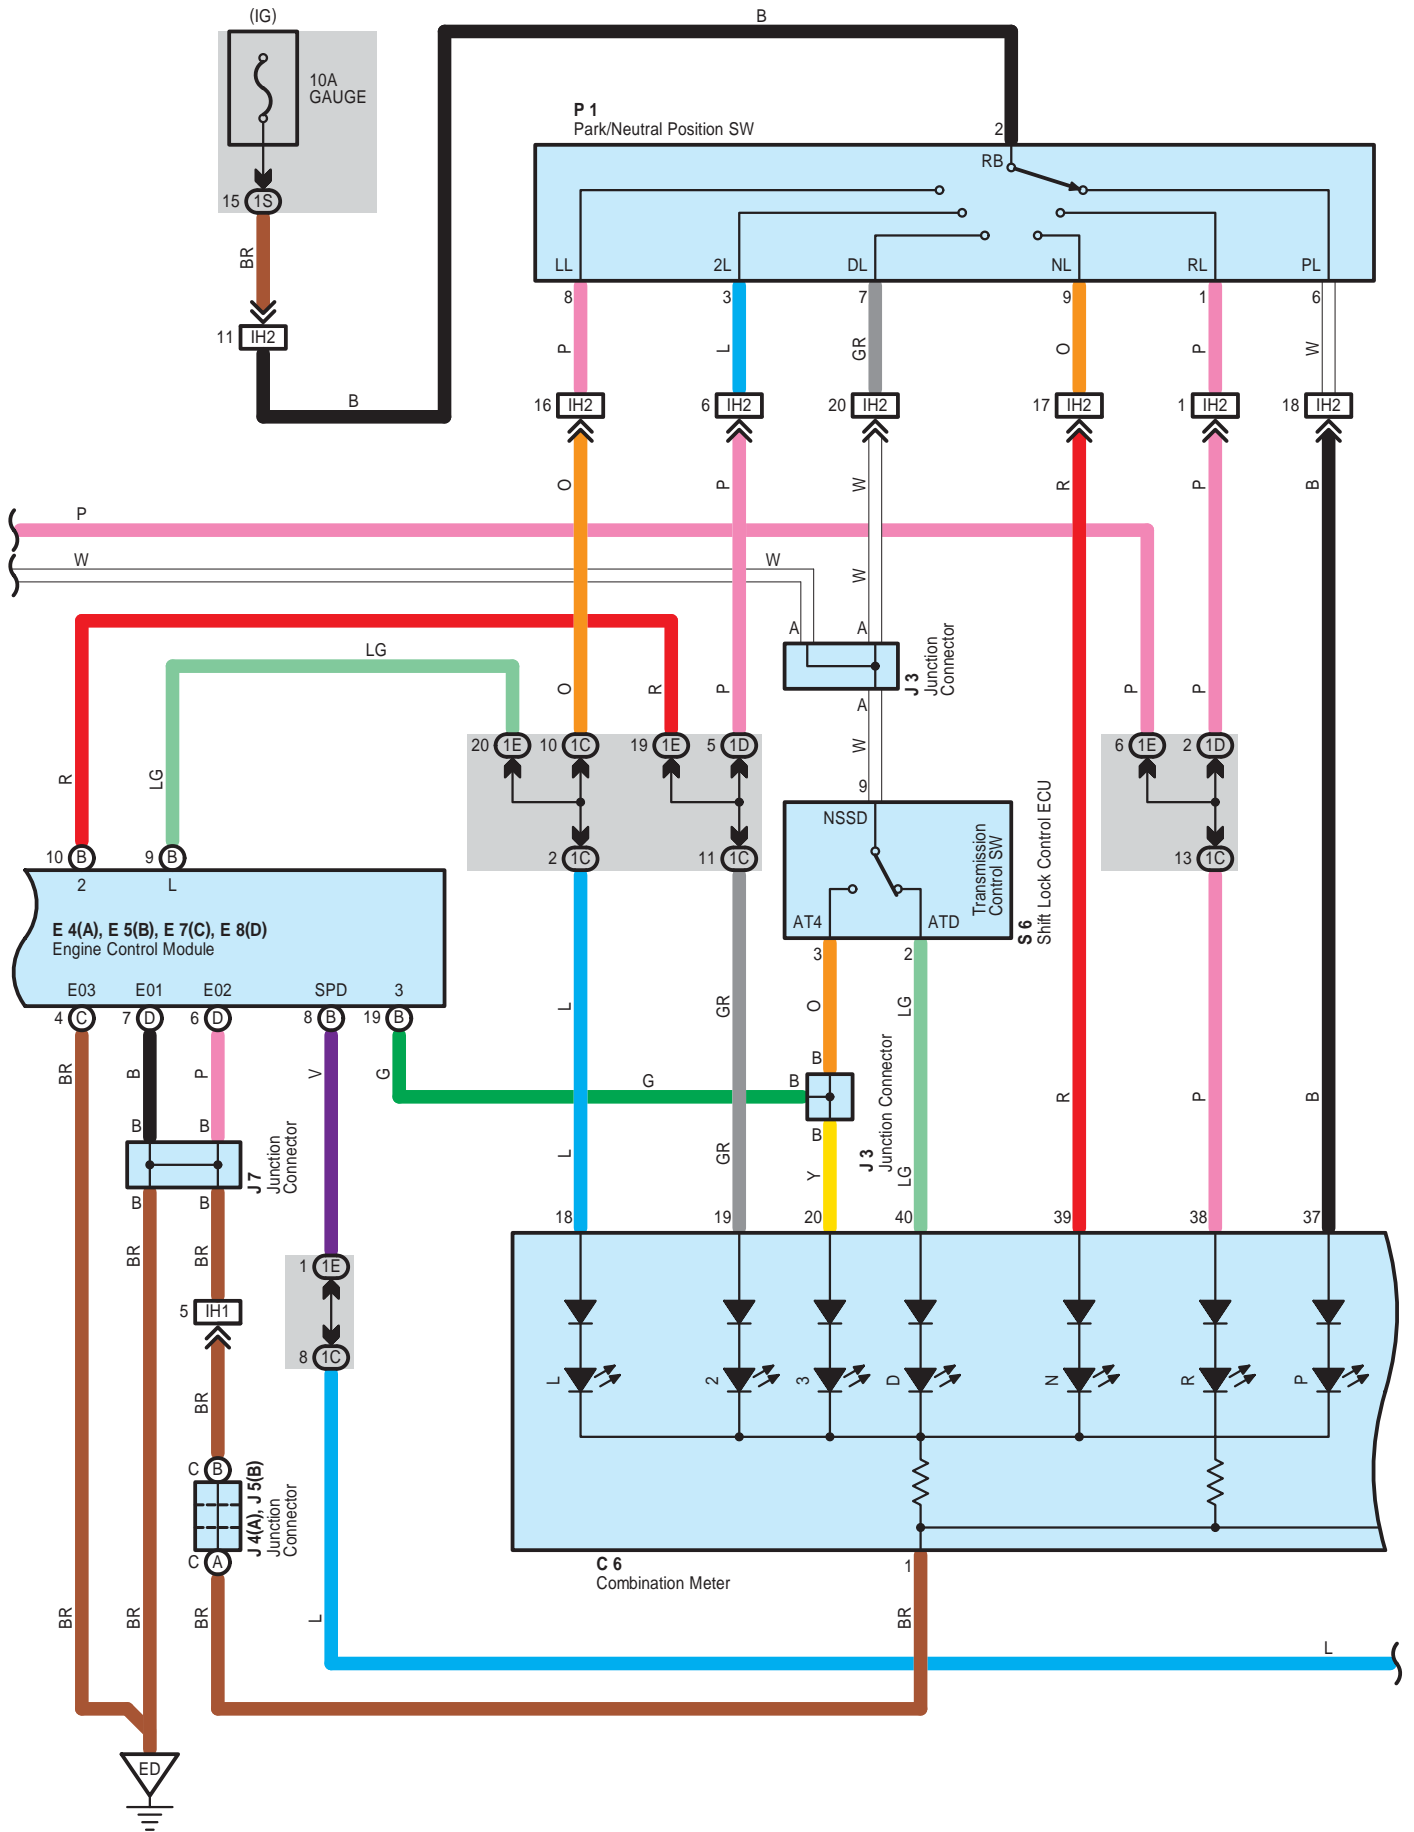 (IG)
B
10A
GAUGE
P 1
Park/Neutral Position SW
2
RB
15 1S
BR
LL 2L DL NL RL PL
8 3 7 9 1 6
11 IH2
P L GR O P W
B
16 IH2 6 IH2 20 IH2 17 IH2 1 IH2 18 IH2
O P W R P B
P
W W W
A A
J 3
Junction
Connector
LG
O R P A P P
W
20 1E 10 1C 19 1E 5 1D 6 1E 2 1D
R LG
9
NSSD
Transmission
Control SW
AT4 ATD
S 6
Shift Lock Control ECU
10 B 9 B
2 1C 11 1C 13 1C
2 L
E 4(A), E 5(B), E 7(C), E 8(D)
Engine Control Module
3 2
E03 E01 E02 SPD 3
4 C 7 D 6 D 8 B 19 B
L GR O LG
BR B P V G
B
G B
R P B
B B
B
J 3
Junction Connector
J 7
Junction
Connector
L GR Y LG
B B
18 19 20 40 39 38 37
BR BR
1 1E
5 IH1
8 1C
L 2 3 D N R P
BR
C B
J 4(A), J 5(B)
Junction
Connector
C A
C 6
Combination Meter
1
BR BR BR L BR
L
ED